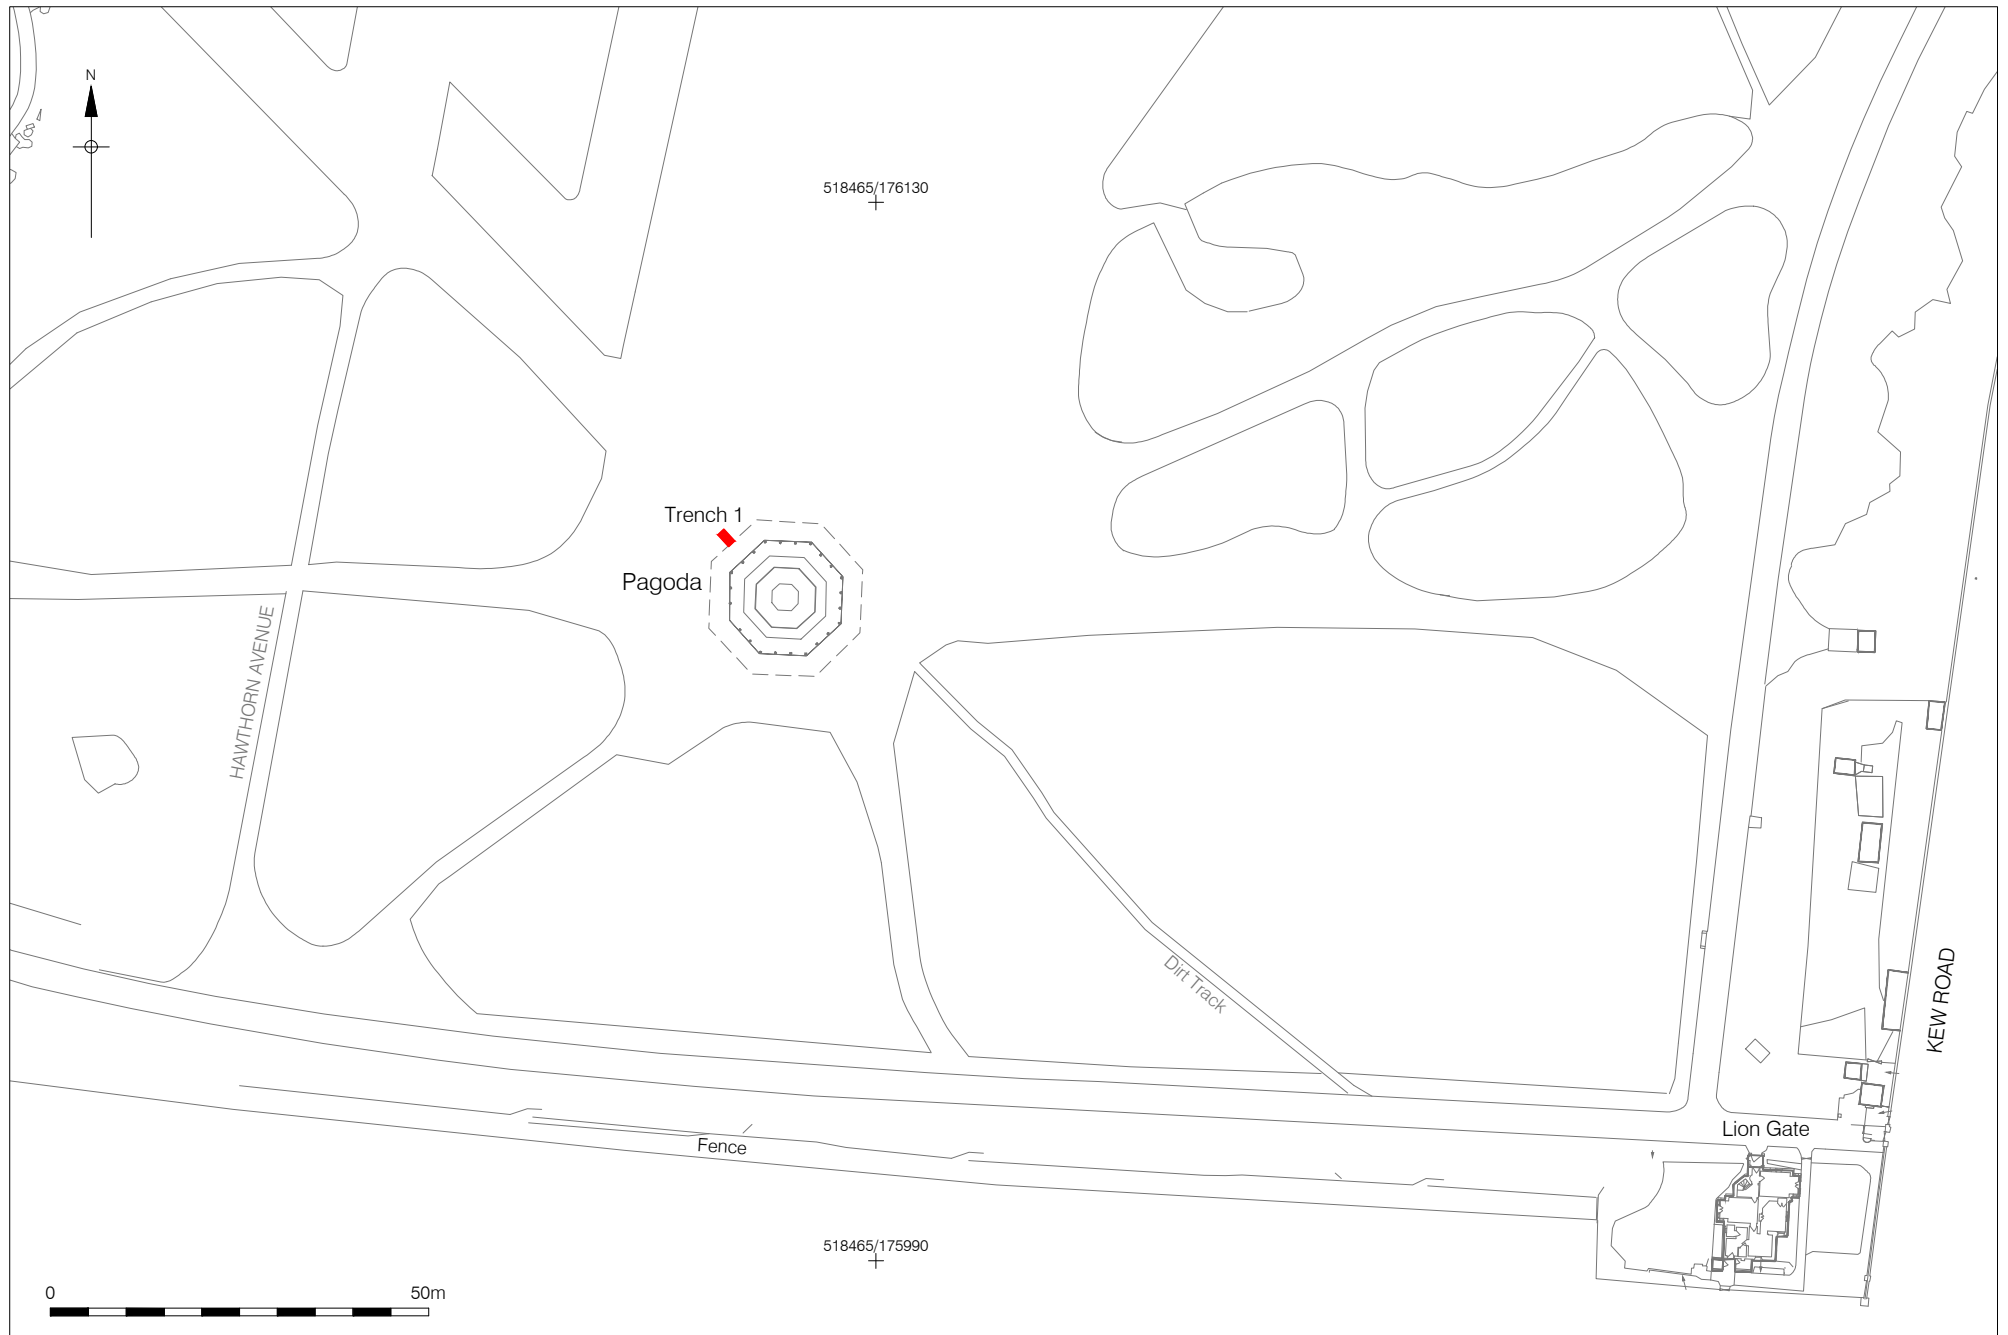 N
518465/176130
Trench 1
Pagoda
HAWTHORN AVENUE
Dirt Track
KEW ROAD
Lion Gate
Fence
518465/175990
0 50m